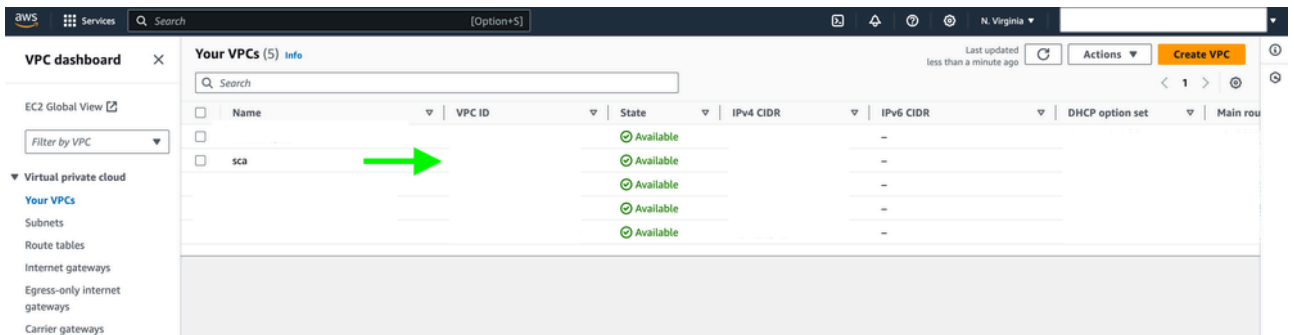 aws Services Search [Option+S] N. Virginia
VPC dashboard
EC2 Global View
Filter by VPC
Virtual private cloud
Your VPCs
Subnets
Route tables
Internet gateways
Egress-only internet
gateways
Carrier gateways
Your VPCs (5) Info
Last updated
less than a minute ago
Actions
Create VPC
Search
1
Name VPC ID State IPv4 CIDR IPv6 CIDR DHCP option set Main rou
Available –
sca Available –
Available –
Available –
Available –